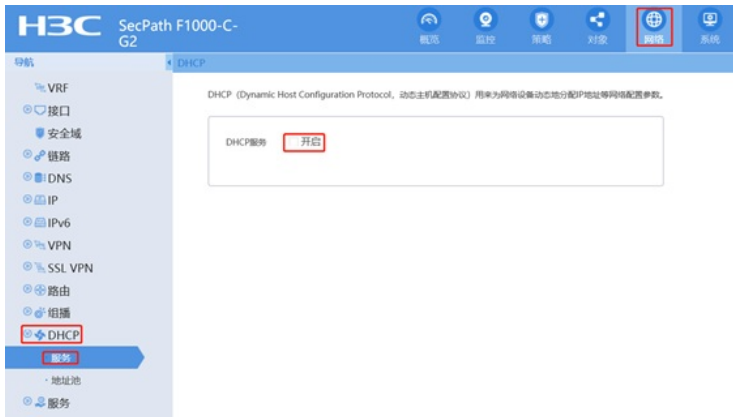 H3C SecPath F1000-C-G2
概览 监控 策略 对象 网络 系统
导航
DHCP
VRF
接口
安全域
链路
DNS
IP
IPv6
VPN
SSL VPN
路由
组播
DHCP
服务
地址池
服务
DHCP（Dynamic Host Configuration Protocol，动态主机配置协议）用来为网络设备动态地分配IP地址等网络配置参数。
DHCP服务 开启